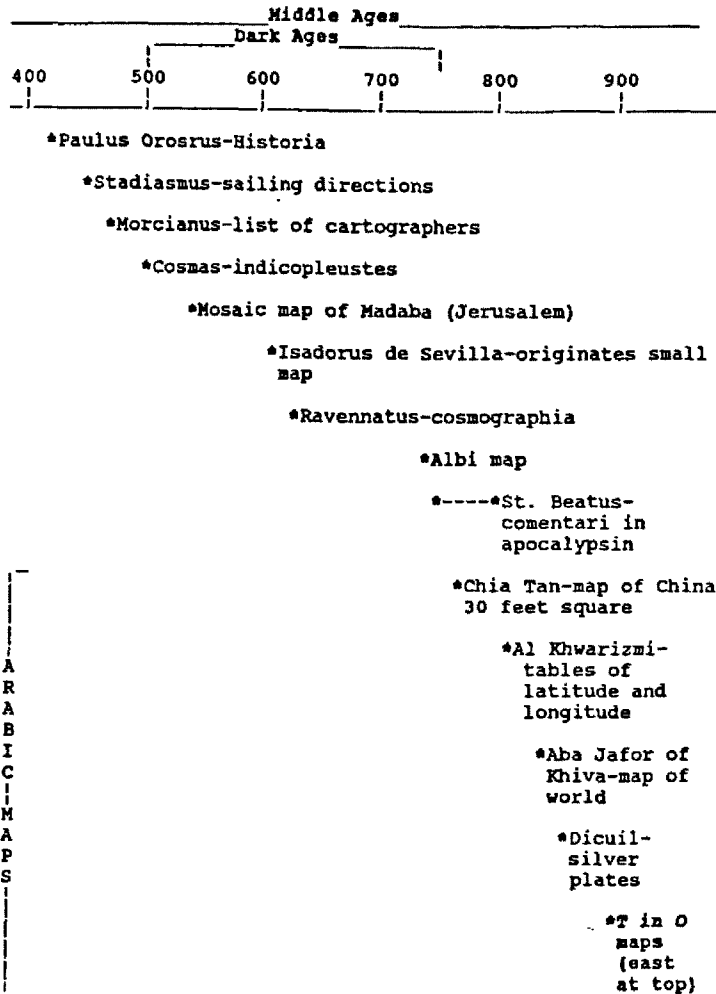 Middle Ages
Dark Ages
400 500 600 700 800 900
*Paulus Orosrus-Historia
*Stadiasmus-sailing directions
*Morcianus-list of cartographers
*Cosmas-indicopleustes
*Mosaic map of Madaba (Jerusalem)
*Isadorus de Sevilla-originates small
map
*Ravennatus-cosmographia
*Albi map
*----*St. Beatus-
comentari in
apocalypsin
*Chia Tan-map of China
30 feet square
*Al Khwarizmi-
tables of
latitude and
longitude
*Aba Jafor of
Khiva-map of
world
*Dicuil-
silver
plates
*T in O
maps
(east
at top)
ARABIC MAPS